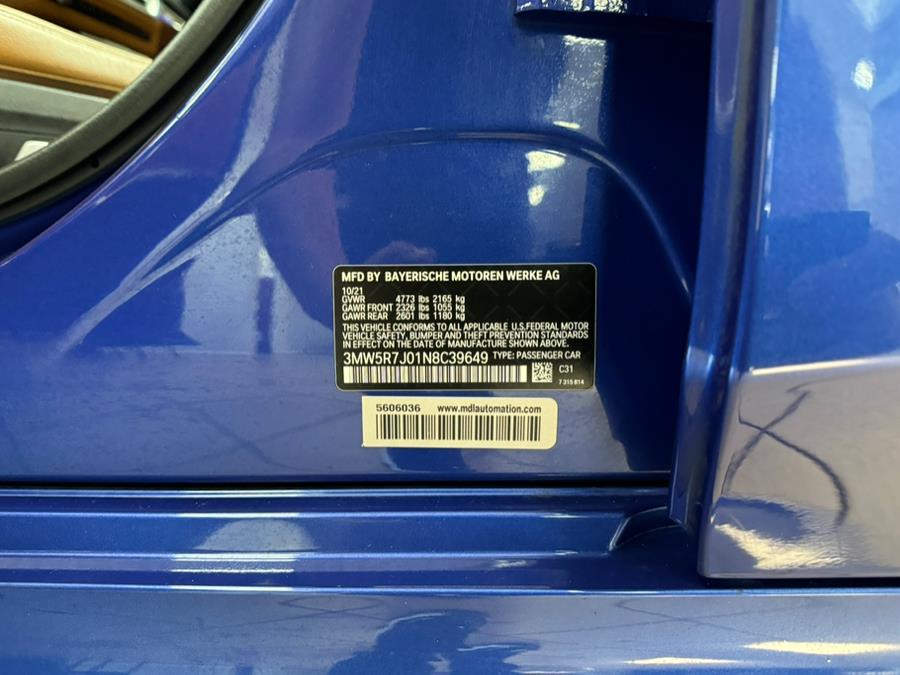 MFD BY BAYERISCHE MOTOREN WERKE AG
10/21
GVWR 4773 lbs 2165 kg
GAWR FRONT 2326 lbs 1055 kg
GAWR REAR 2601 lbs 1180 kg
THIS VEHICLE CONFORMS TO ALL APPLICABLE U.S.FEDERAL MOTOR
VEHICLE SAFETY, BUMPER AND THEFT PREVENTION STANDARDS
IN EFFECT ON THE DATE OF MANUFACTURE SHOWN ABOVE.
3MW5R7J01N8C39649 TYPE: PASSENGER CAR
C31
7 315 814
5606036 www.mdlautomation.com